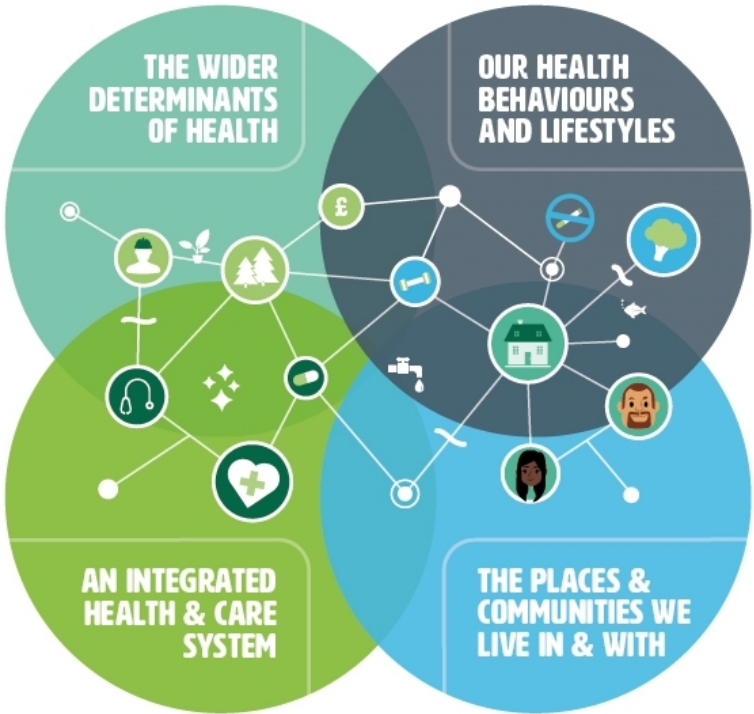 THE WIDER
DETERMINANTS
OF HEALTH
OUR HEALTH
BEHAVIOURS
AND LIFESTYLES
£
AN INTEGRATED
HEALTH & CARE
SYSTEM
THE PLACES &
COMMUNITIES WE
LIVE IN & WITH